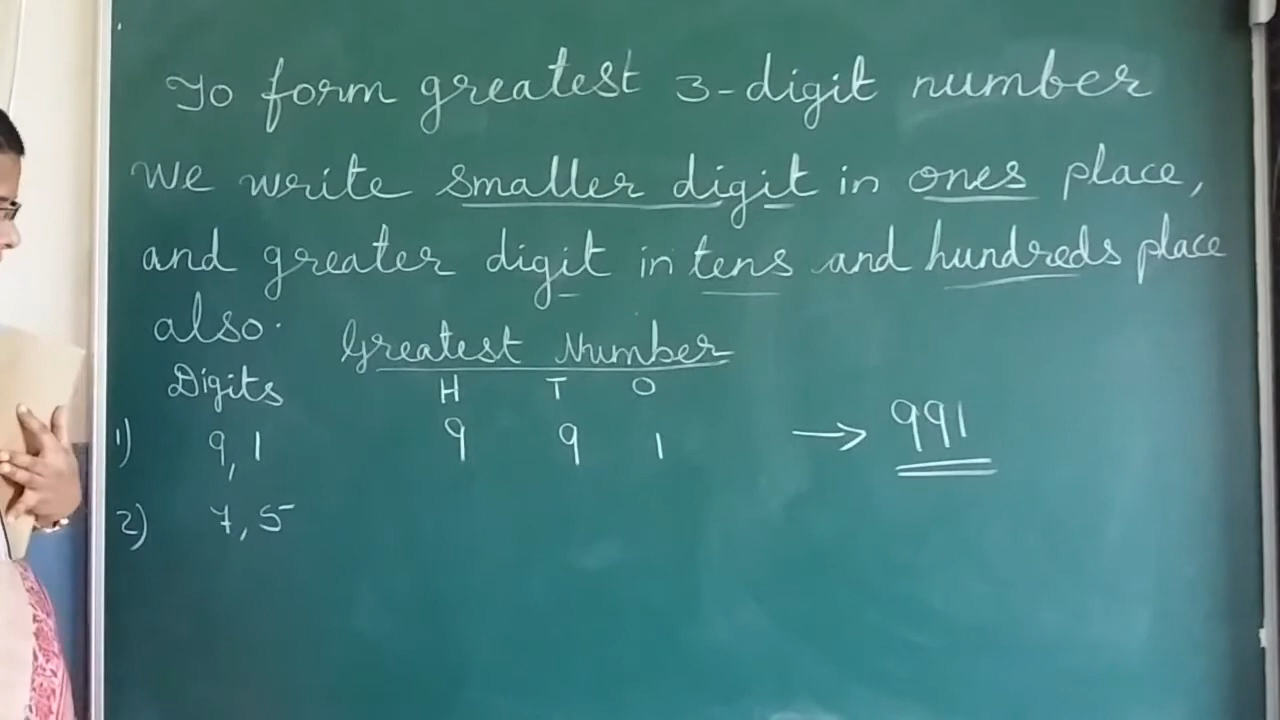 To form greatest 3-digit number
we write smaller digit in ones place,
and greater digit in tens and hundreds place
also.
Greatest Number
Digits H T O
1) 9,1 9 9 1 → 991
2) 7,5